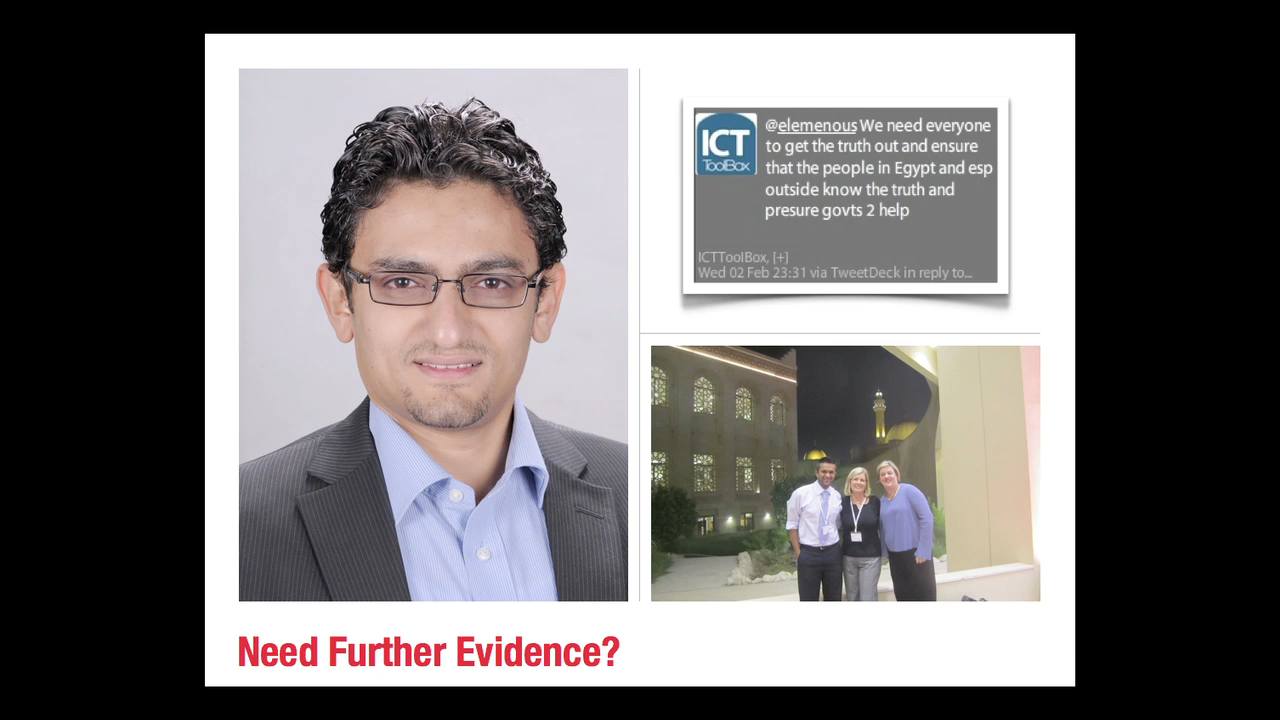 ICT
ToolBox
@elemenous We need everyone
to get the truth out and ensure
that the people in Egypt and esp
outside know the truth and
presure govts 2 help
ICTToolBox, [+]
Wed 02 Feb 23:31 via TweetDeck in reply to...
Need Further Evidence?